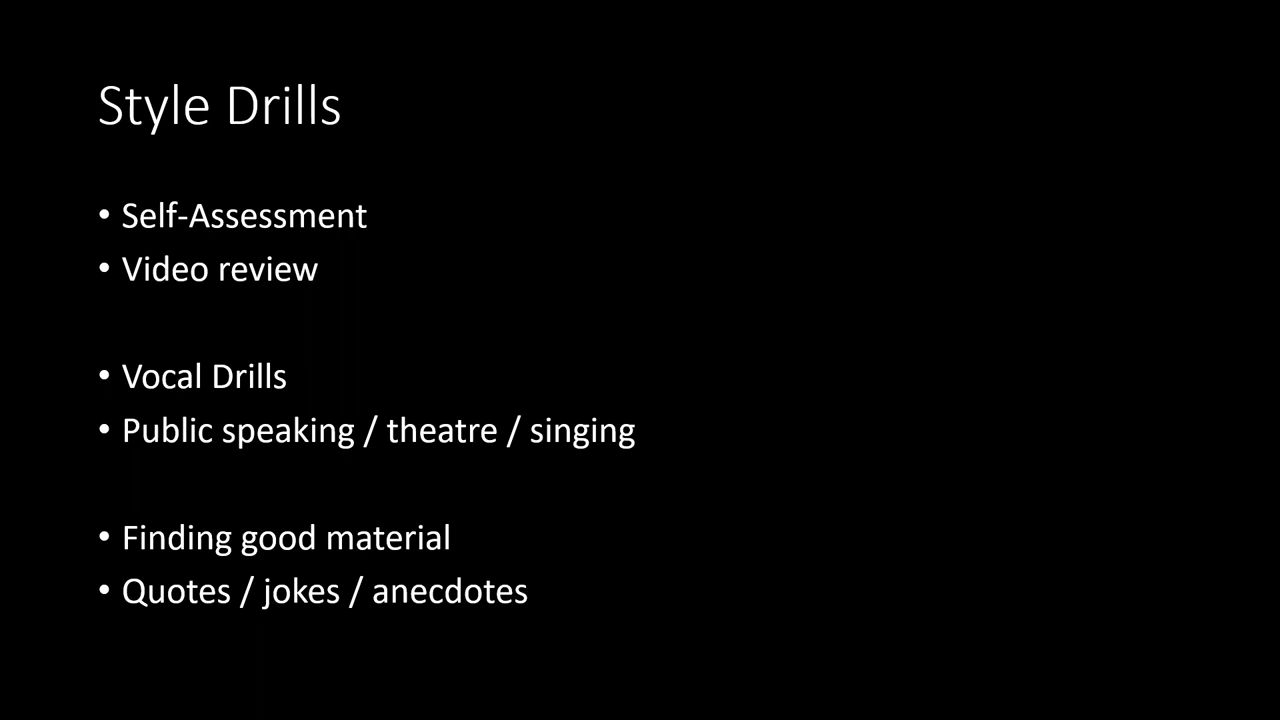 Style Drills
• Self-Assessment
• Video review
• Vocal Drills
• Public speaking / theatre / singing
• Finding good material
• Quotes / jokes / anecdotes